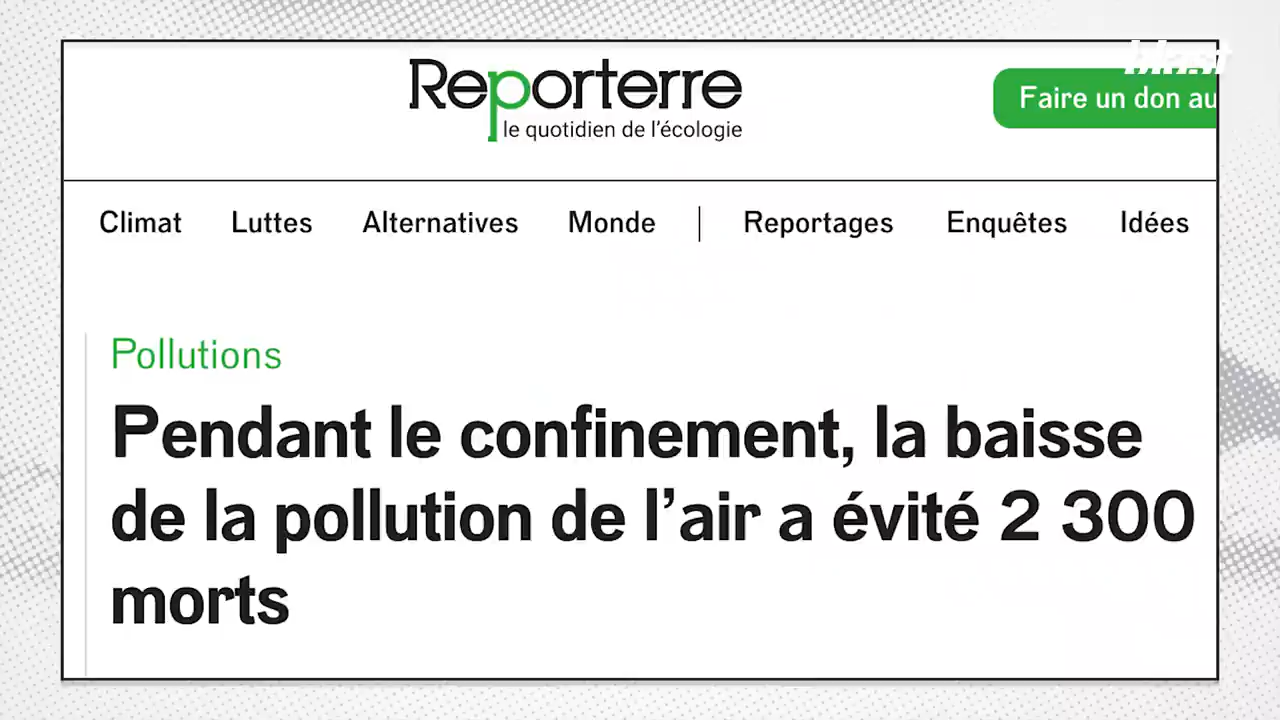 blast
Reporterre
le quotidien de l'écologie
Faire un don au
Climat Luttes Alternatives Monde | Reportages Enquêtes Idées
Pollutions
Pendant le confinement, la baisse
de la pollution de l’air a évité 2 300
morts